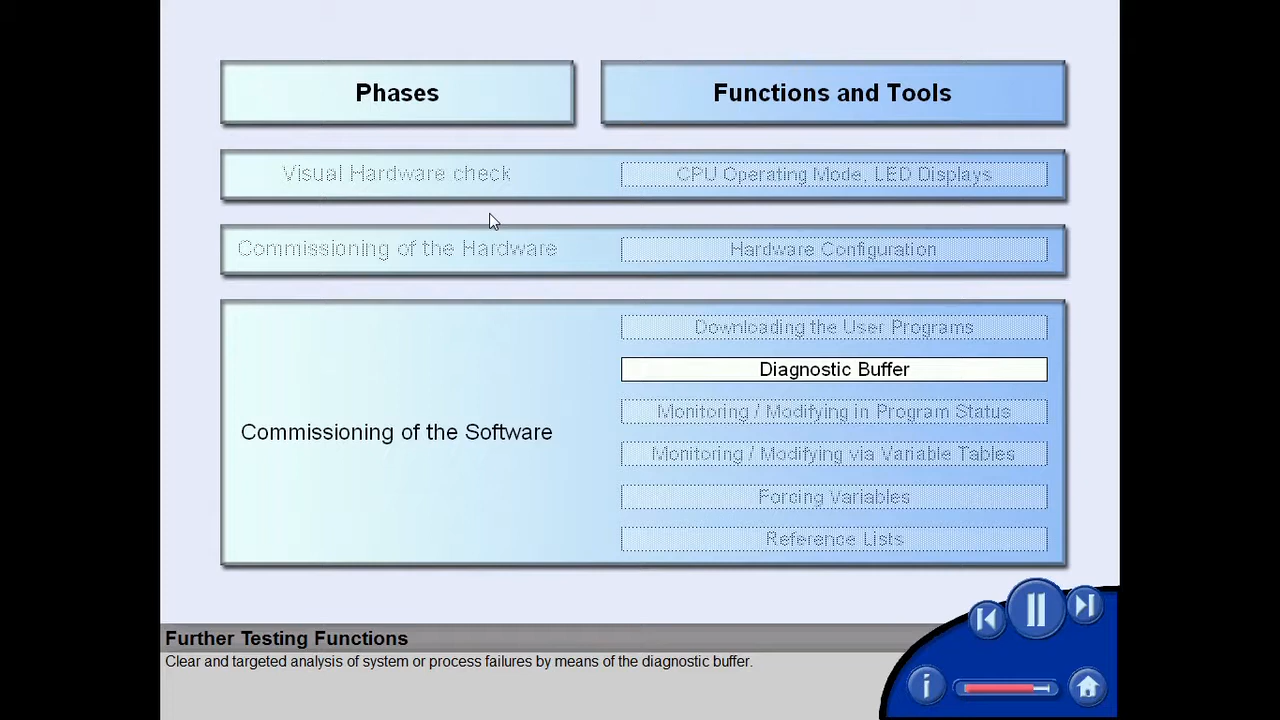 Phases
Functions and Tools
Visual Hardware check
CPU Operating Mode, LED Displays
Commissioning of the Hardware
Hardware Configuration
Commissioning of the Software
Downloading the User Programs
Diagnostic Buffer
Monitoring / Modifying in Program Status
Monitoring / Modifying via Variable Tables
Forcing Variables
Reference Lists
Further Testing Functions
Clear and targeted analysis of system or process failures by means of the diagnostic buffer.
i